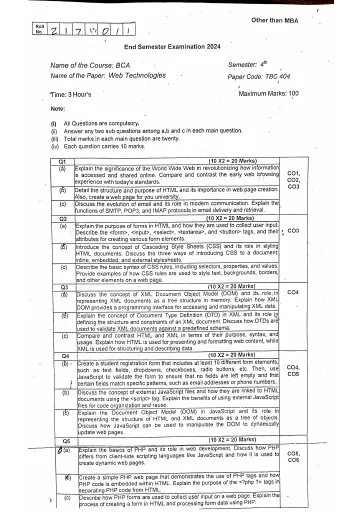 Other than MBA
Roll No. 2 1 7
End Semester Examination 2024
Name of the Course: BCA
Semester: 4th
Name of the Paper: Web Technologies
Paper Code: TBC 404
Time: 3 Hour's
Maximum Marks: 100
Note:
(i) All Questions are compulsory.
(ii) Answer any two sub questions among a,b and c in each main question.
(iii) Total marks in each main question are twenty.
(iv) Each question carries 10 marks.
Q1 (10 X2 = 20 Marks)
(a) Explain the significance of the World Wide Web in revolutionizing how information
is accessed and shared online. Compare and contrast the early web browsing
experience with today's standards.
CO1,
CO2,
CO3
(b) Detail the structure and purpose of HTML and its importance in web page creation.
Also, create a web page for you university.
(c) Discuss the evolution of email and its role in modern communication. Explain the
functions of SMTP, POP3, and IMAP protocols in email delivery and retrieval.
Q2 (10 X2 = 20 Marks)
(a) Explain the purpose of forms in HTML and how they are used to collect user input.
Describe the <form>, <input>, <select>, <textarea>, and <button> tags, and their
attributes for creating various form elements.
CO3
(b) Introduce the concept of Cascading Style Sheets (CSS) and its role in styling
HTML documents. Discuss the three ways of introducing CSS to a document:
inline, embedded, and external stylesheets.
(c) Describe the basic syntax of CSS rules, including selectors, properties, and values.
Provide examples of how CSS rules are used to style text, backgrounds, borders,
and other elements on a web page.
Q3 (10 X2 = 20 Marks)
(a) Discuss the concept of XML Document Object Model (DOM) and its role in
representing XML documents as a tree structure in memory. Explain how XML
DOM provides a programming interface for accessing and manipulating XML data.
CO4
(b) Explain the concept of Document Type Definition (DTD) in XML and its role in
defining the structure and constraints of an XML document. Discuss how DTDs are
used to validate XML documents against a predefined schema.
(c) Compare and contrast HTML and XML in terms of their purpose, syntax, and
usage. Explain how HTML is used for presenting and formatting web content, while
XML is used for structuring and describing data.
Q4 (10 X2 = 20 Marks)
Create a student registration form that includes at least 10 different form elements,
such as text fields, dropdowns, checkboxes, radio buttons, etc. Then, use
JavaScript to validate the form to ensure that no fields are left empty and that
certain fields match specific patterns, such as email addresses or phone numbers.
CO4,
CO5
(b) Discuss the concept of external JavaScript files and how they are linked to HTML
documents using the <script> tag. Explain the benefits of using external JavaScript
files for code organization and reuse.
(c) Explain the Document Object Model (DOM) in JavaScript and its role in
representing the structure of HTML and XML documents as a tree of objects.
Discuss how JavaScript can be used to manipulate the DOM to dynamically
update web pages.
Q5 (10 X2 = 20 Marks)
(a) Explain the basics of PHP and its role in web development. Discuss how PHP
differs from client-side scripting languages like JavaScript and how it is used to
create dynamic web pages.
CO5,
CO6
Create a simple PHP web page that demonstrates the use of PHP tags and how
PHP code is embedded within HTML. Explain the purpose of the <?php ?> tags in
separating PHP code from HTML.
(c) Describe how PHP forms are used to collect user input on a web page. Explain the
process of creating a form in HTML and processing form data using PHP.